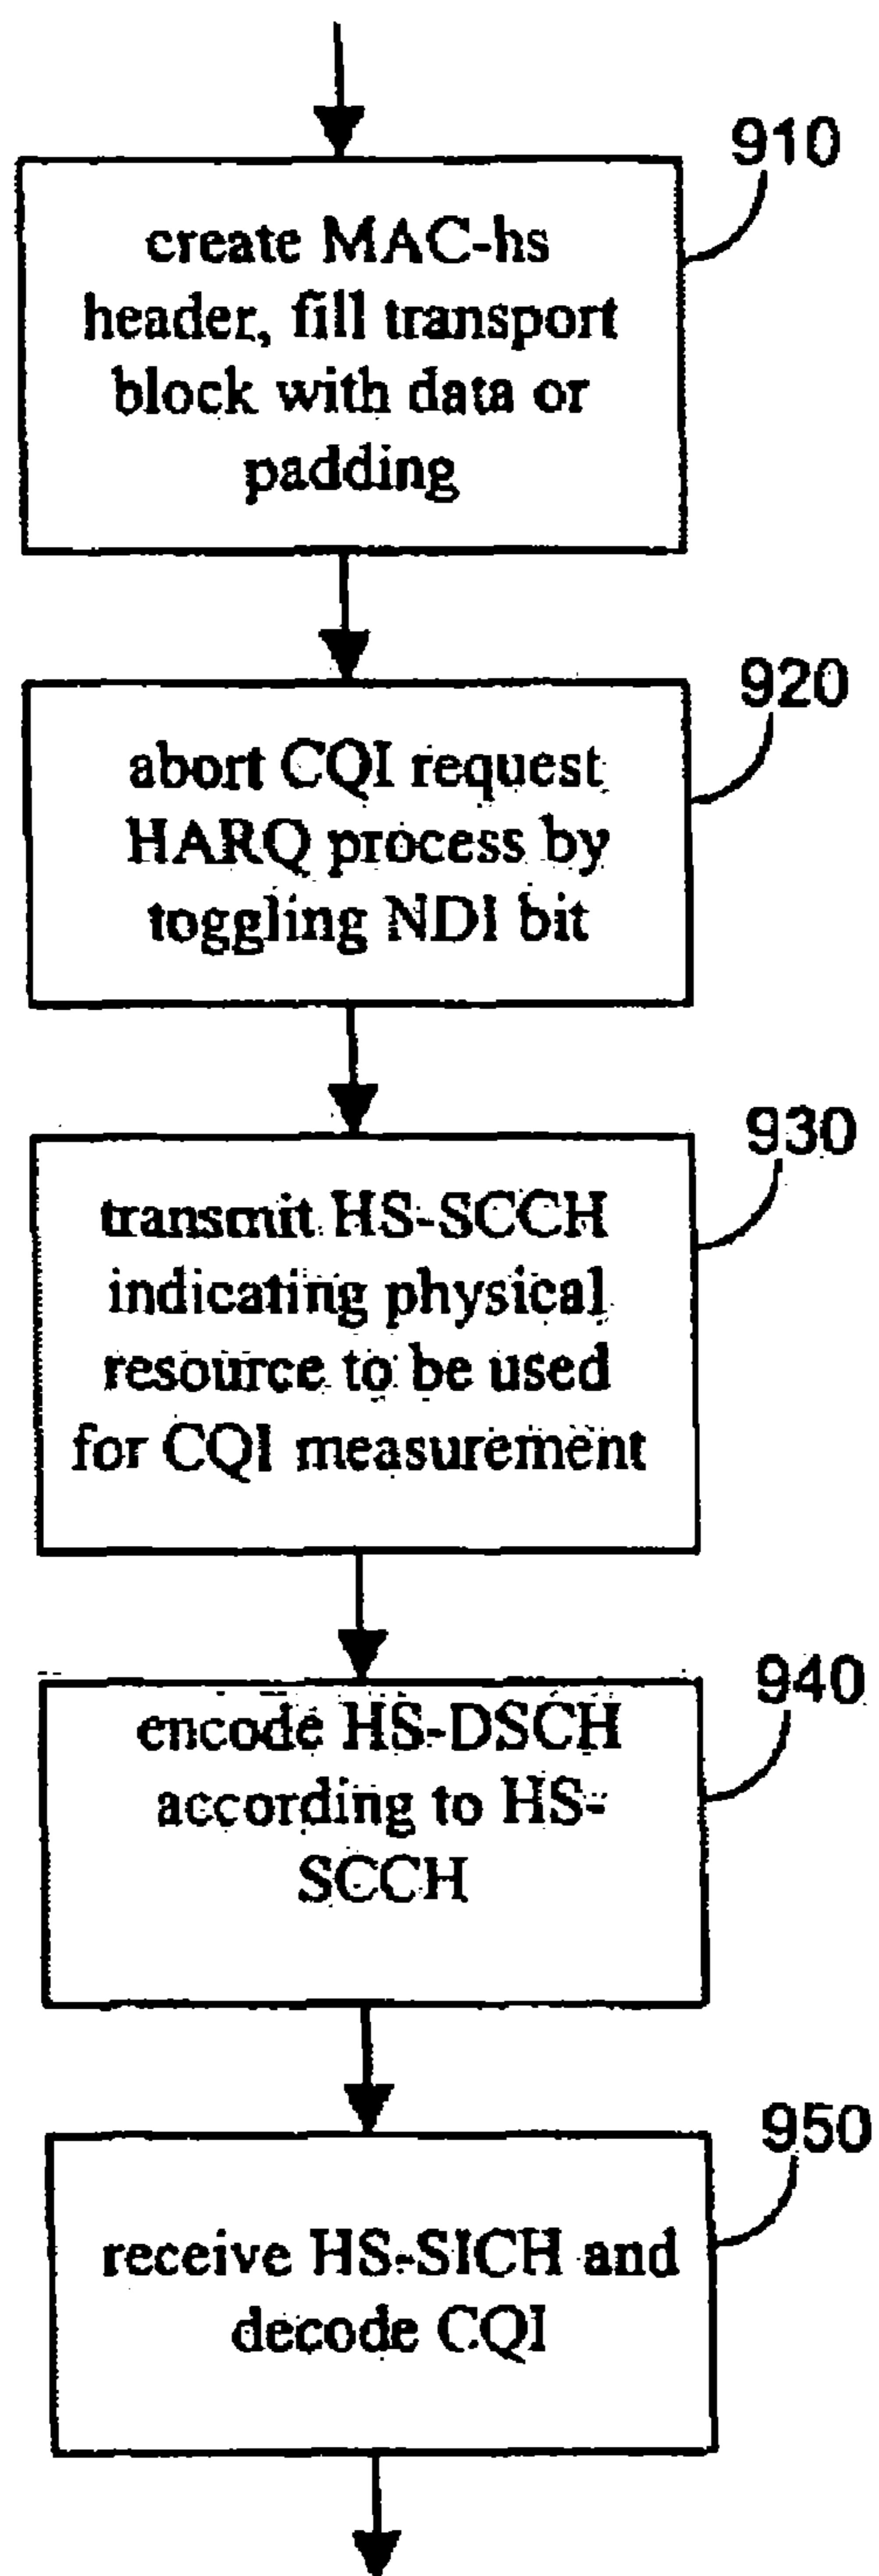 910
create MAC-hs
header, fill transport
block with data or
padding
920
abort CQI request
HARQ process by
toggling NDI bit
930
transmit HS-SCCH
indicating physical
resource to be used
for CQI measurement
940
encode HS-DSCH
according to HS-
SCCH
950
receive HS-SICH and
decode CQI